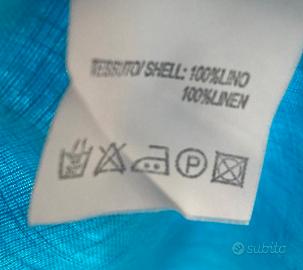 TESSUTO/SHELL: 100%LINO
100%LINEN
P
subito